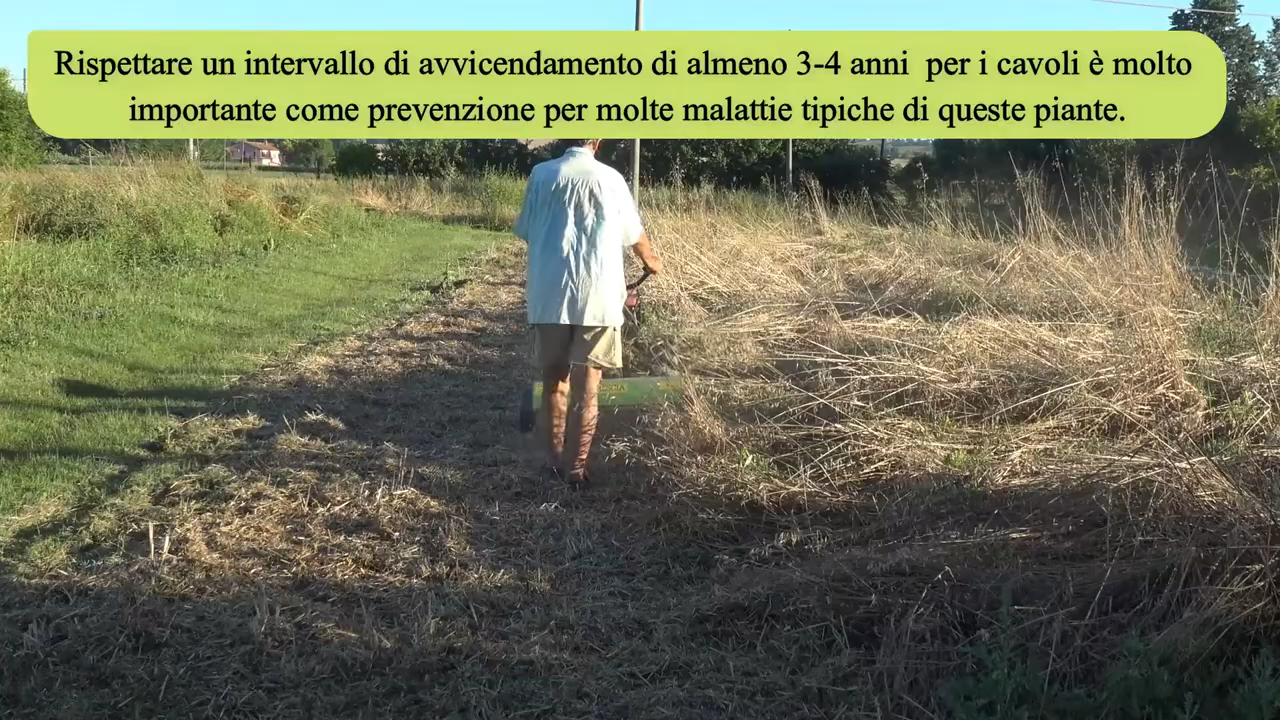 Rispettare un intervallo di avvicendamento di almeno 3-4 anni per i cavoli è molto
importante come prevenzione per molte malattie tipiche di queste piante.